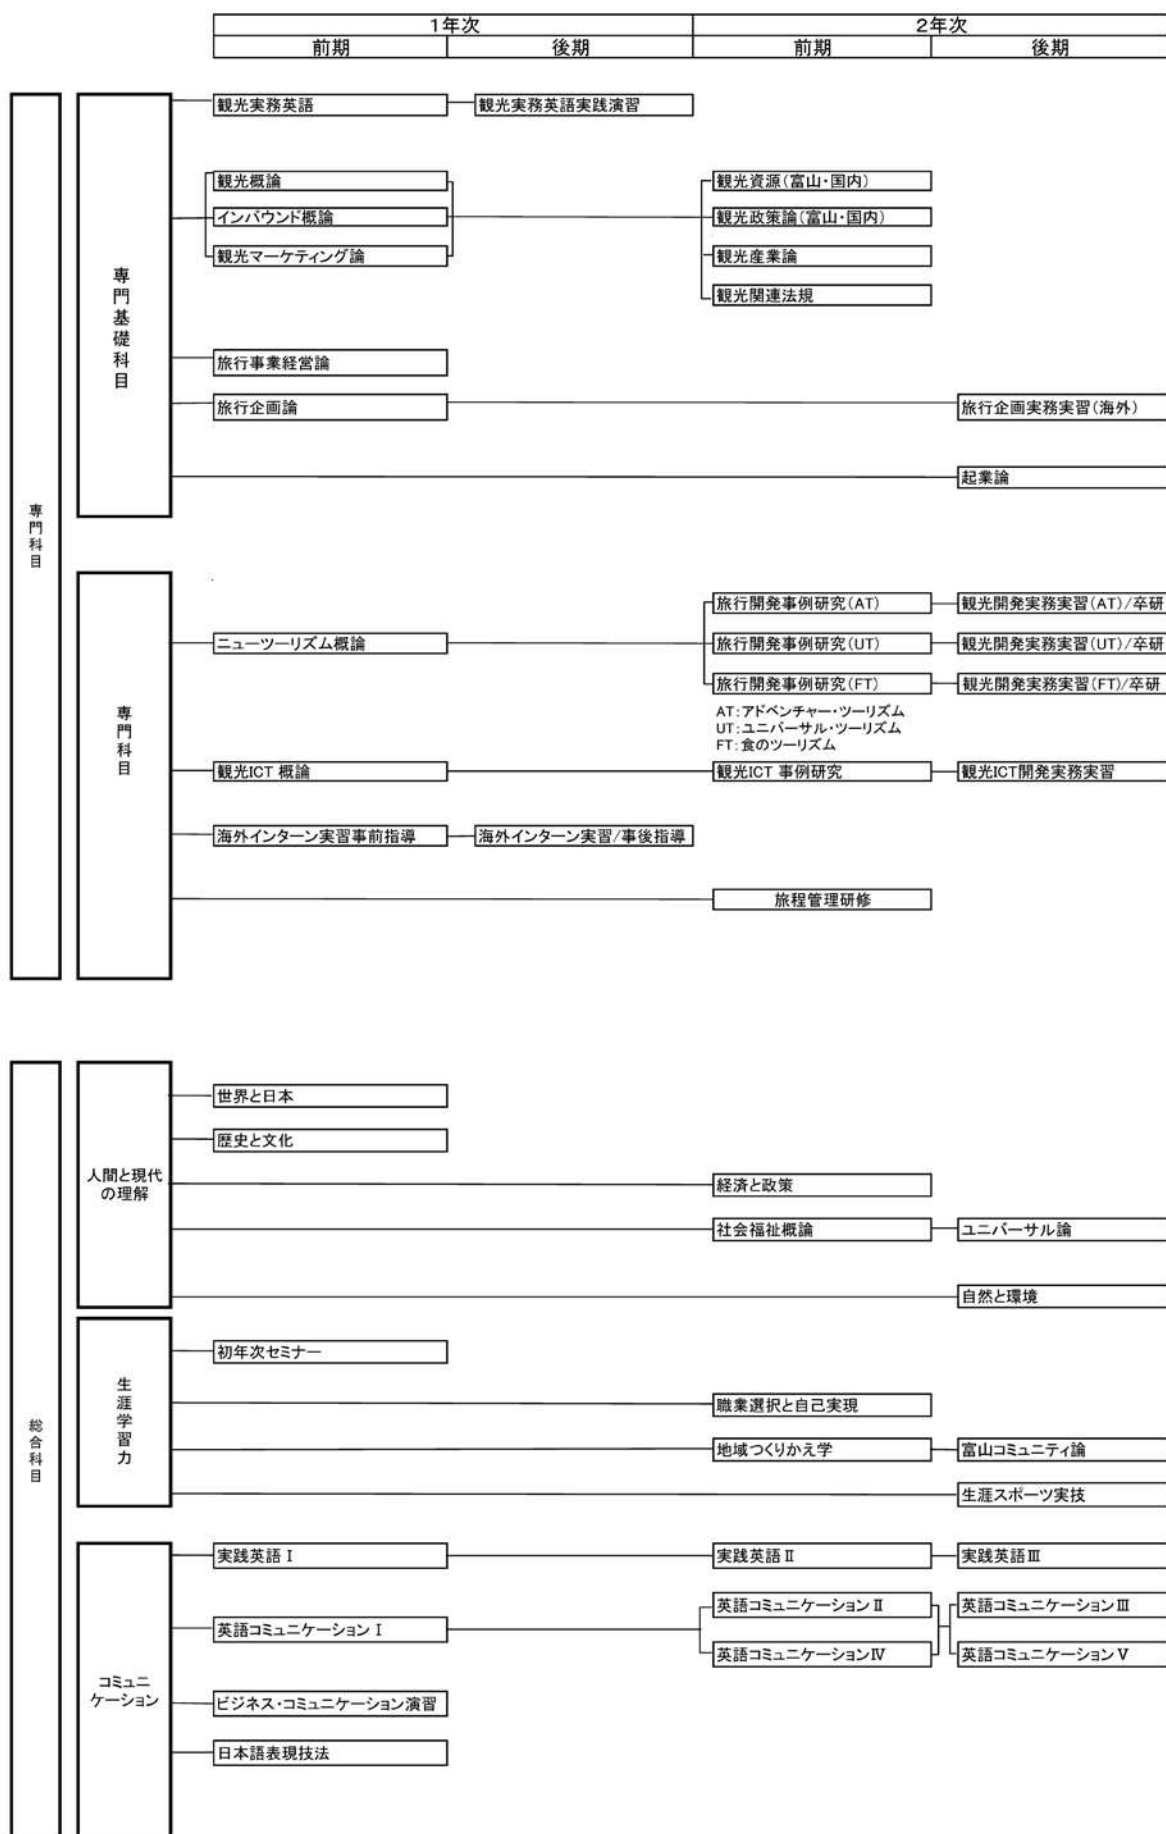 1年次 2年次
前期 後期 前期 後期
専門科目
専門基礎科目
観光実務英語 観光実務英語実践演習
観光概論 観光資源(富山・国内)
インバウンド概論 観光政策論(富山・国内)
観光マーケティング論 観光産業論
観光関連法規
旅行事業経営論
旅行企画論 旅行企画実務実習(海外)
起業論
専門科目
旅行開発事例研究(AT) 観光開発実務実習(AT)/卒研
ニューツーリズム概論 旅行開発事例研究(UT) 観光開発実務実習(UT)/卒研
旅行開発事例研究(FT) 観光開発実務実習(FT)/卒研
AT:アドベンチャー・ツーリズム
UT:ユニバーサル・ツーリズム
FT:食のツーリズム
観光ICT 概論 観光ICT 事例研究 観光ICT開発実務実習
海外インターン実習事前指導 海外インターン実習/事後指導
旅程管理研修
総合科目
人間と現代
の理解
世界と日本
歴史と文化
経済と政策
社会福祉概論 ユニバーサル論
自然と環境
生涯学習力
初年次セミナー
職業選択と自己実現
地域つくりかえ学 富山コミュニティ論
生涯スポーツ実技
コミュニ
ケーション
実践英語Ⅰ 実践英語Ⅱ 実践英語Ⅲ
英語コミュニケーションⅡ 英語コミュニケーションⅢ
英語コミュニケーションⅠ
英語コミュニケーションⅣ 英語コミュニケーションⅤ
ビジネス・コミュニケーション演習
日本語表現技法